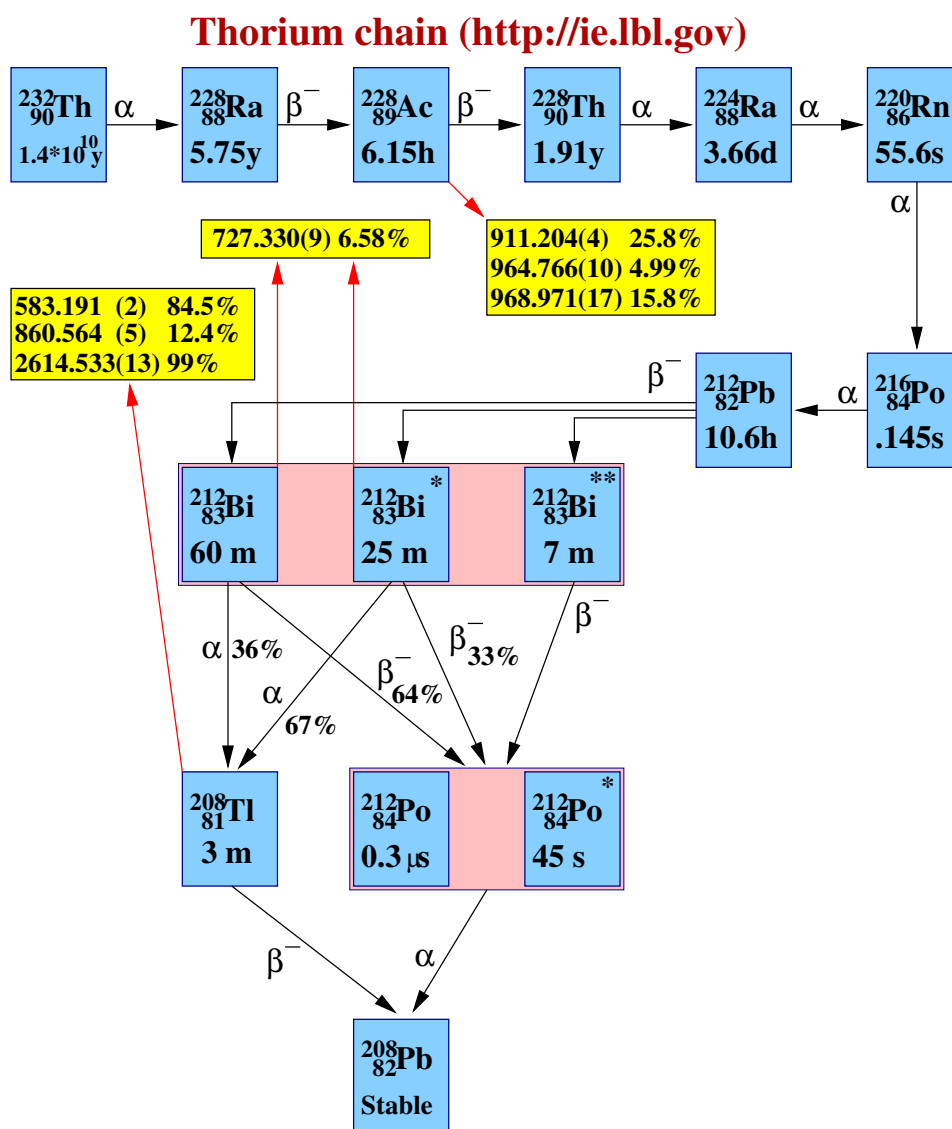 Thorium chain (http://ie.lbl.gov)
232 90 Th
1.4*10 10 y
α
228 88 Ra
5.75y
β−
228 89 Ac
6.15h
β−
228 90 Th
1.91y
α
224 88 Ra
3.66d
α
220 86 Rn
55.6s
α
727.330(9) 6.58%
911.204(4) 25.8%
964.766(10) 4.99%
968.971(17) 15.8%
583.191 (2) 84.5%
860.564 (5) 12.4%
2614.533(13) 99%
β−
212 82 Pb
10.6h
α
216 84 Po
.145s
212 83 Bi
60 m
212 83 Bi *
25 m
212 83 Bi **
7 m
α 36%
β− 64%
α 67%
β− 33%
β−
208 81 Tl
3 m
212 84 Po
0.3 μs
212 84 Po *
45 s
β−
α
208 82 Pb
Stable